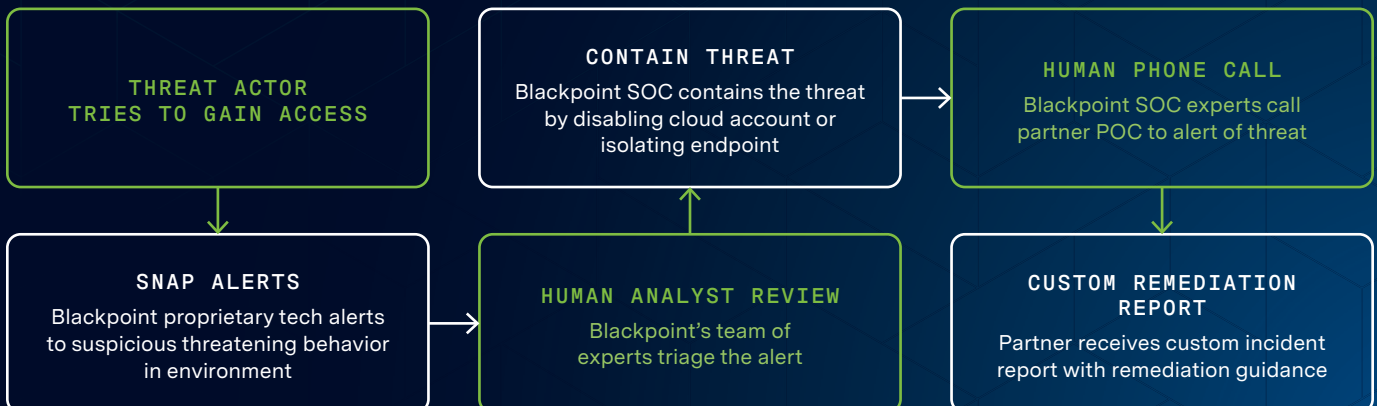 THREAT ACTOR
TRIES TO GAIN ACCESS
SNAP ALERTS
Blackpoint proprietary tech alerts
to suspicious threatening behavior
in environment
HUMAN ANALYST REVIEW
Blackpoint’s team of
experts triage the alert
CONTAIN THREAT
Blackpoint SOC contains the threat
by disabling cloud account or
isolating endpoint
HUMAN PHONE CALL
Blackpoint SOC experts call
partner POC to alert of threat
CUSTOM REMEDIATION
REPORT
Partner receives custom incident
report with remediation guidance